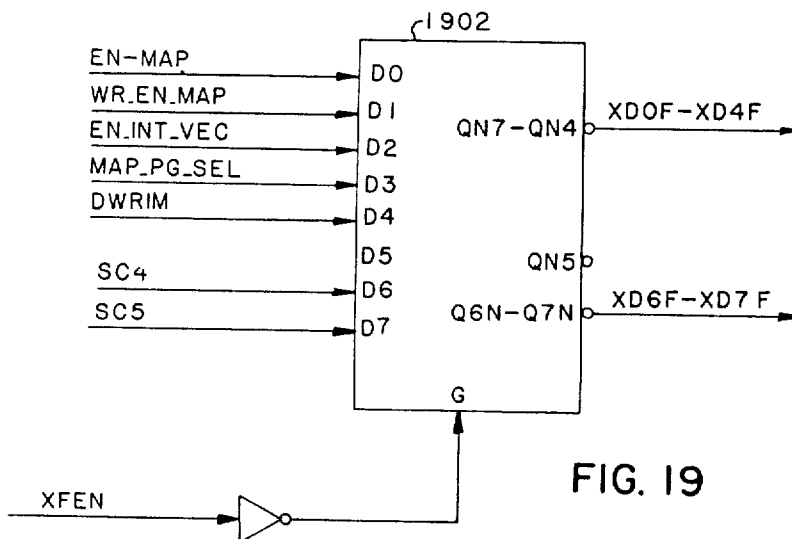 1902
EN-MAP
D0
WR_EN_MAP
D1
QN7-QN4
XD0F-XD4F
EN_INT_VEC
D2
MAP_PG_SEL
D3
DWRIM
D4
D5
QN5
SC4
D6
Q6N-Q7N
XD6F-XD7F
SC5
D7
G
XFEN
FIG. 19